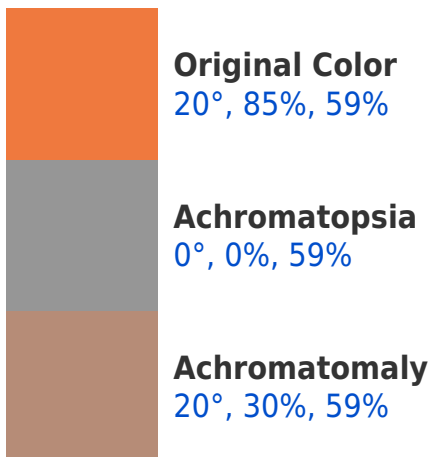 Original Color
20°, 85%, 59%
Achromatopsia
0°, 0%, 59%
Achromatomaly
20°, 30%, 59%